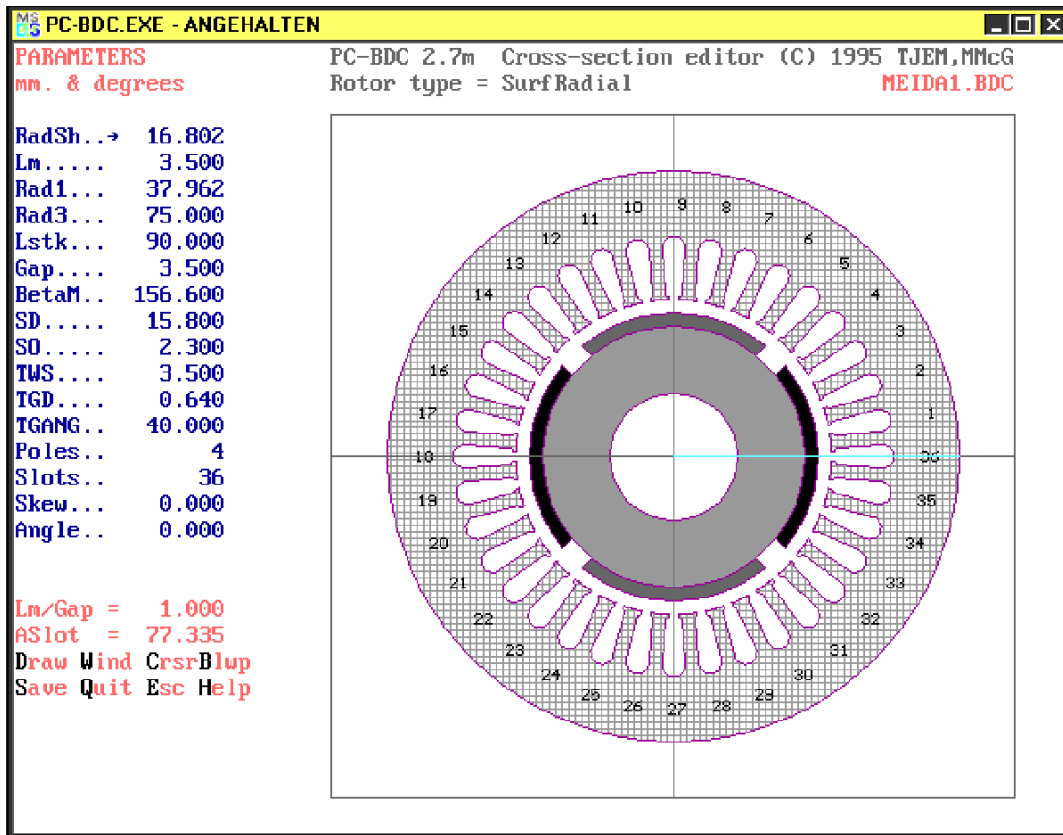 PC-BDC.EXE - ANGEHALTEN
PARAMETERS
mm. & degrees
PC-BDC 2.7m Cross-section editor (C) 1995 TJEM,MMcG
Rotor type = SurfRadial MEIDA1.BDC
RadSh..→ 16.802
Lm..... 3.500
Rad1... 37.962
Rad3... 75.000
Lstk... 90.000
Gap.... 3.500
BetaM.. 156.600
SD..... 15.800
SO..... 2.300
TWS.... 3.500
TGD.... 0.640
TGANG.. 40.000
Poles.. 4
Slots.. 36
Skew... 0.000
Angle.. 0.000
Lm/Gap = 1.000
ASlot = 77.335
Draw Wind CrsrBlwp
Save Quit Esc Help
1
2
3
4
5
6
7
8
9
10
11
12
13
14
15
16
17
18
19
20
21
22
23
24
25
26
27
28
29
30
31
32
33
34
35
36